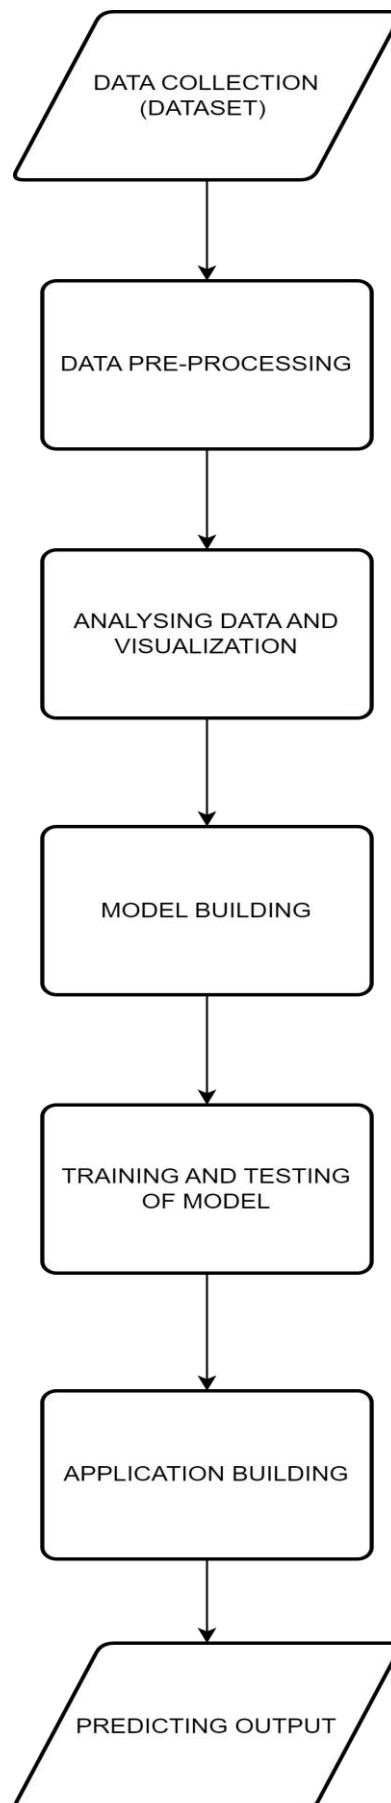 DATA COLLECTION
(DATASET)
DATA PRE-PROCESSING
ANALYSING DATA AND
VISUALIZATION
MODEL BUILDING
TRAINING AND TESTING
OF MODEL
APPLICATION BUILDING
PREDICTING OUTPUT